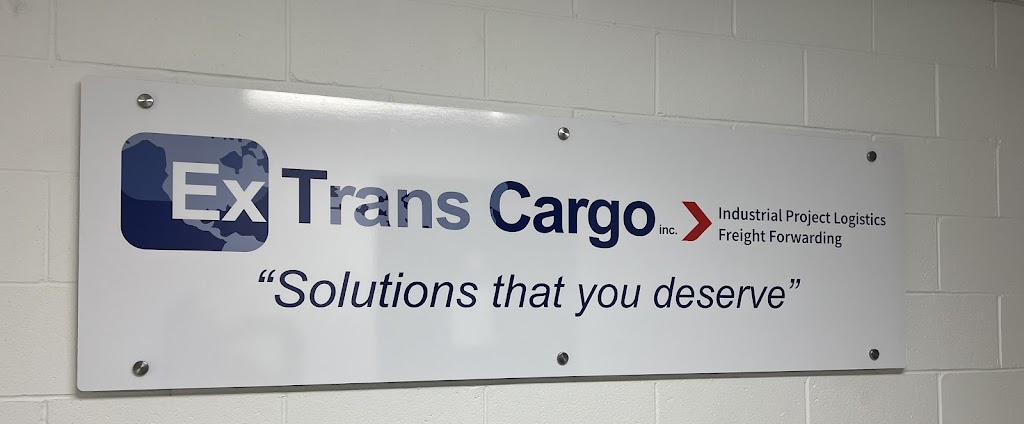 Ex Trans Cargo inc.
Industrial Project Logistics
Freight Forwarding
“Solutions that you deserve”